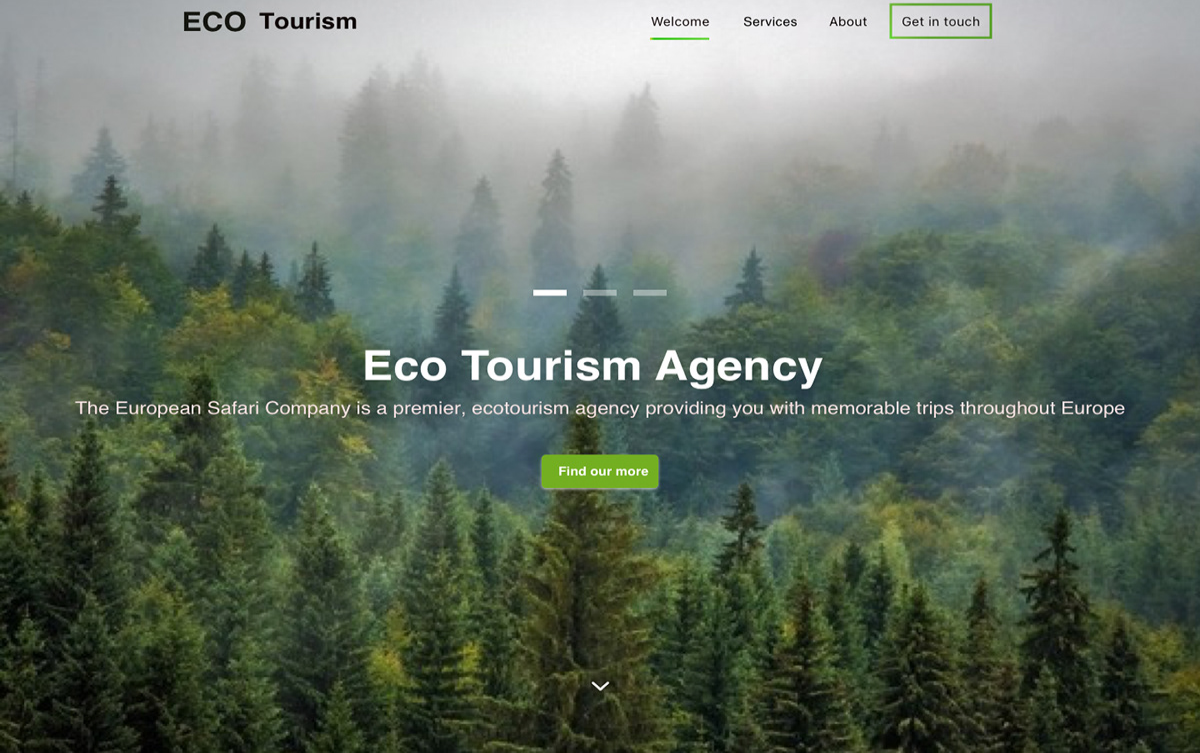 ECO Tourism
Welcome Services About Get in touch
Eco Tourism Agency
The European Safari Company is a premier, ecotourism agency providing you with memorable trips throughout Europe
Find our more